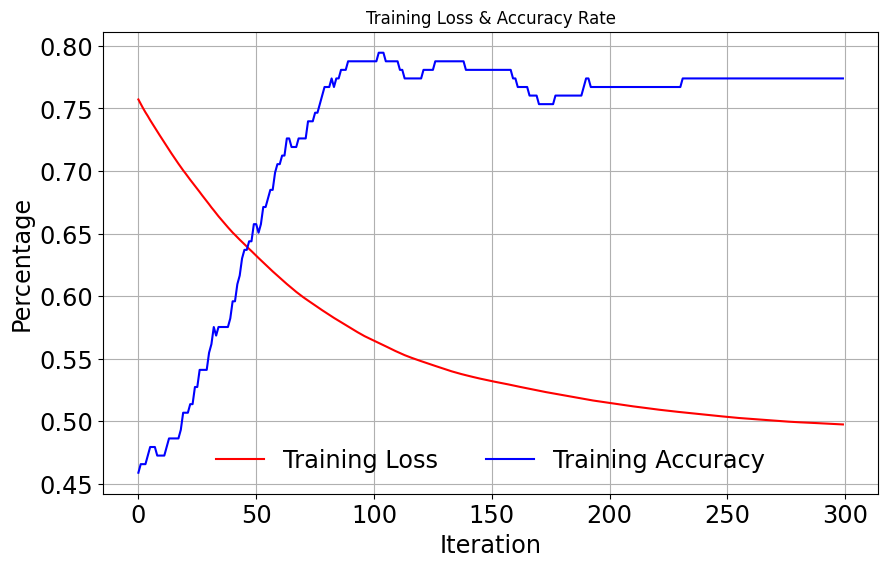 Training Loss & Accuracy Rate
0.80
0.75
0.70
0.65
0.60
0.55
0.50
0.45
Percentage
Training Loss Training Accuracy
0 50 100 150 200 250 300
Iteration